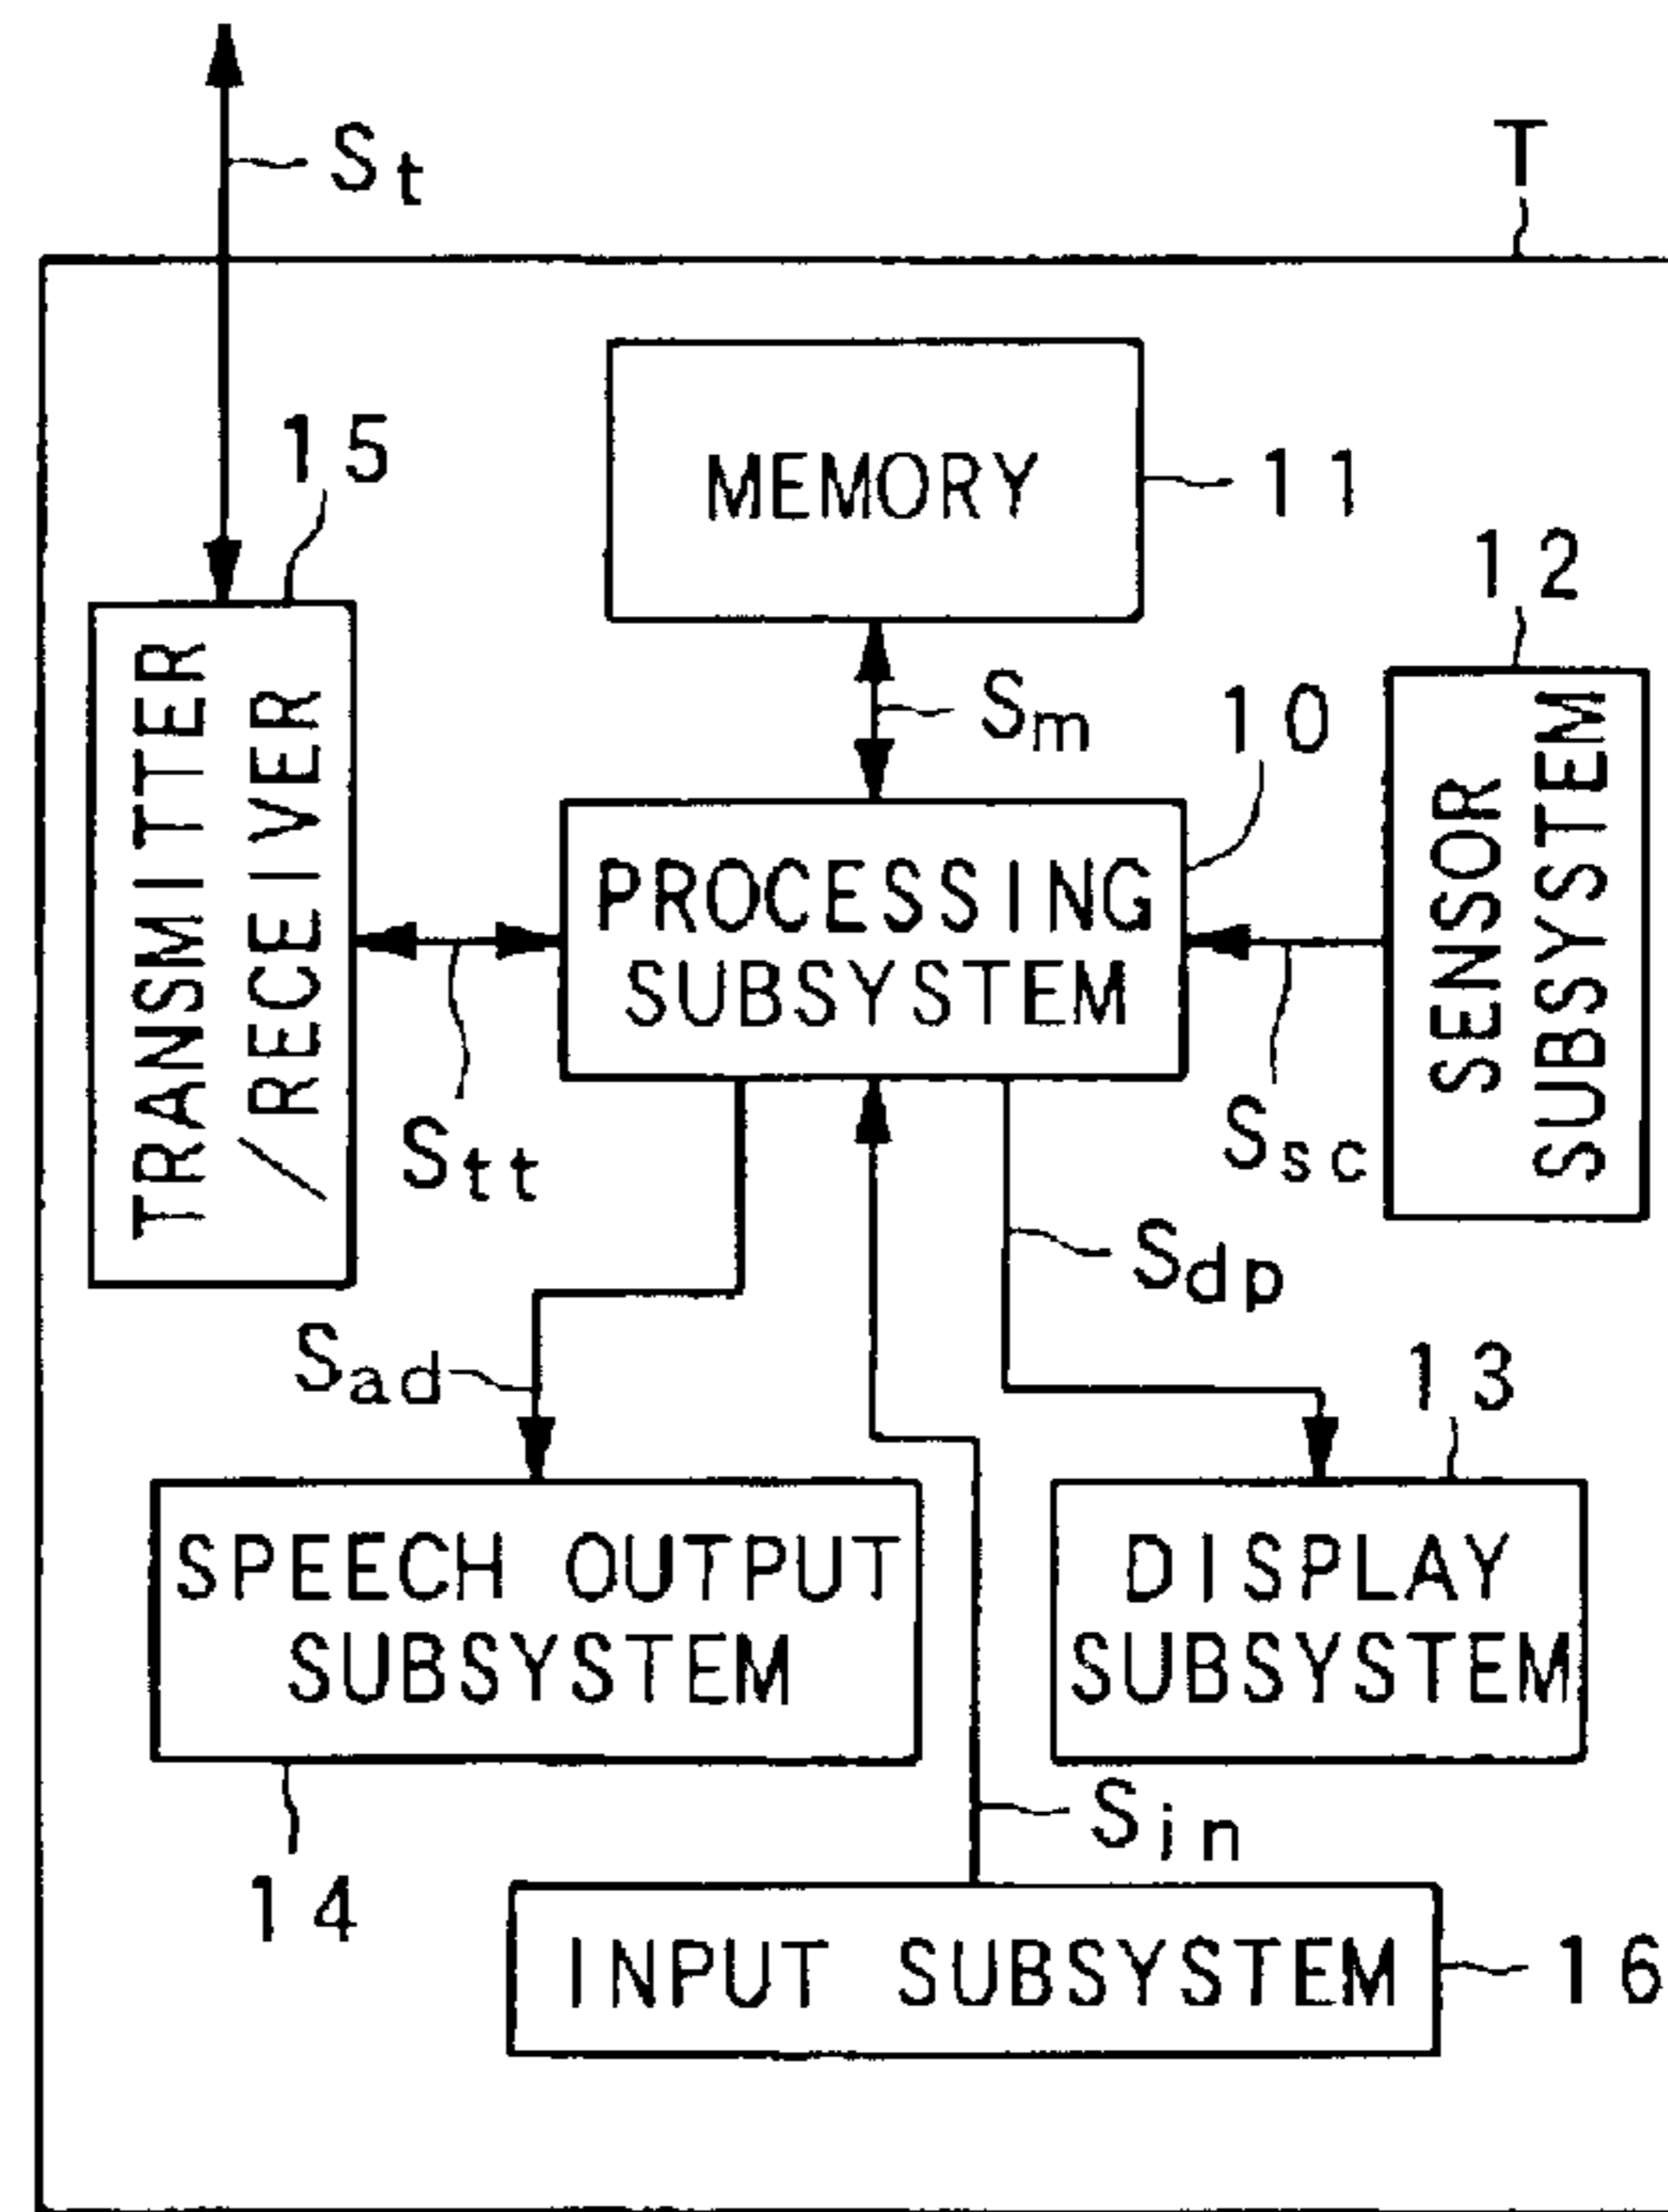 St
T
15
MEMORY
11
12
TRANSMITTER
/RECEIVER
Sm
10
SENSOR
SUBSYSTEM
PROCESSING
SUBSYSTEM
Stt
Ssc
Sdp
Sad
13
SPEECH OUTPUT
SUBSYSTEM
DISPLAY
SUBSYSTEM
14
Sin
INPUT SUBSYSTEM
16